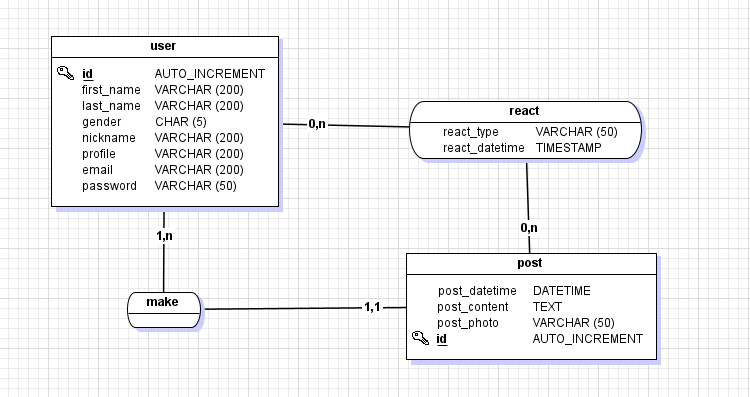 user
id AUTO_INCREMENT
first_name VARCHAR (200)
last_name VARCHAR (200)
gender CHAR (5)
nickname VARCHAR (200)
profile VARCHAR (200)
email VARCHAR (200)
password VARCHAR (50)
0,n
react
react_type VARCHAR (50)
react_datetime TIMESTAMP
1,n
0,n
make
1,1
post
post_datetime DATETIME
post_content TEXT
post_photo VARCHAR (50)
id AUTO_INCREMENT